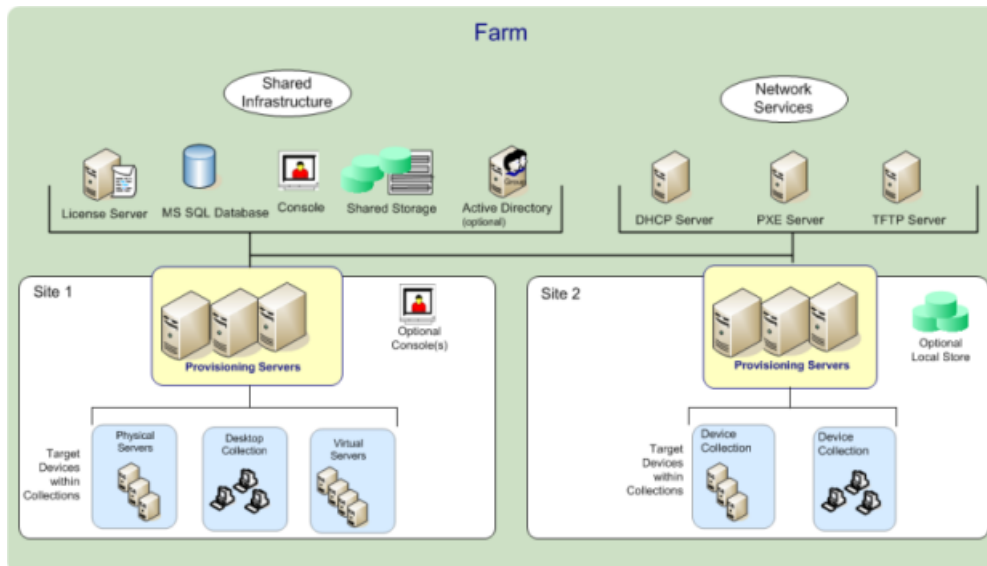 Farm
Shared
Infrastructure
Network
Services
License Server
MS SQL Database
Console
Shared Storage
Group
Active Directory
(optional)
DHCP Server
PXE Server
TFTP Server
Site 1
Provisioning Servers
Optional
Console(s)
Target
Devices
within
Collections
Physical
Servers
Desktop
Collection
Virtual
Servers
Site 2
Provisioning Servers
Optional
Local Store
Target
Devices
within
Collections
Device
Collection
Device
Collection